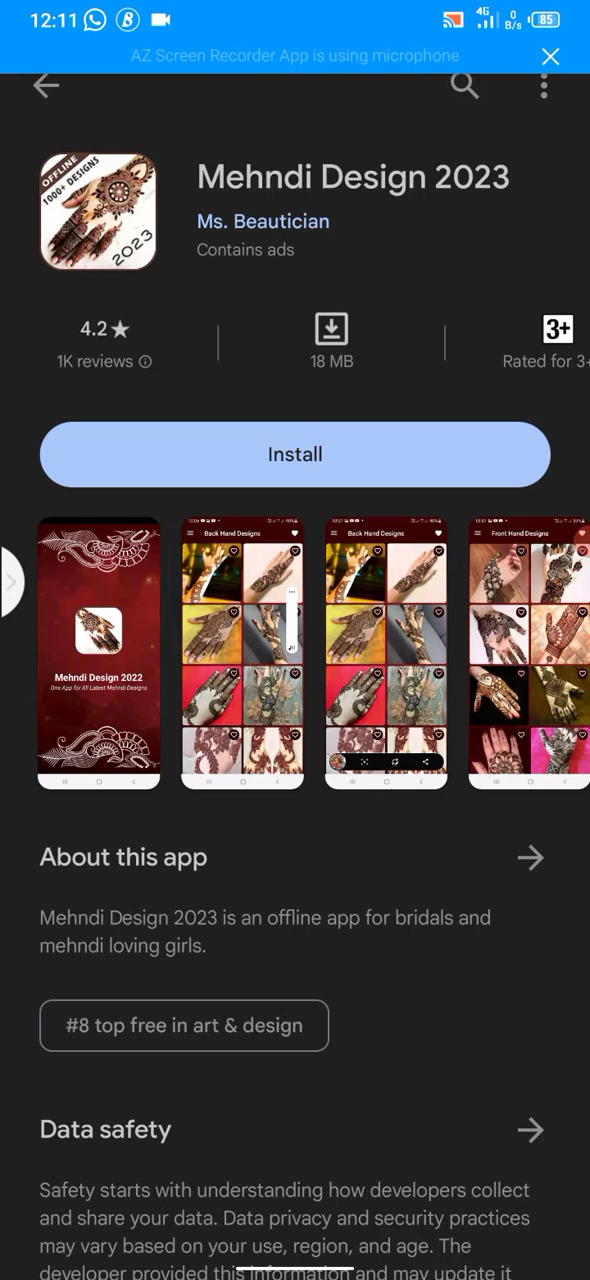 12:11
4G
0
B/s
85
AZ Screen Recorder App is using microphone
OFFLINE
1000+ DESIGNS
2023
Mehndi Design 2023
Ms. Beautician
Contains ads
4.2★
1K reviews
18 MB
3+
Rated for 3+
Install
Mehndi Design 2022
One App for All Latest Mehndi Designs
Back Hand Designs
Back Hand Designs
Front Hand Designs
About this app
Mehndi Design 2023 is an offline app for bridals and
mehndi loving girls.
#8 top free in art & design
Data safety
Safety starts with understanding how developers collect
and share your data. Data privacy and security practices
may vary based on your use, region, and age. The
developer provided this information and may update it